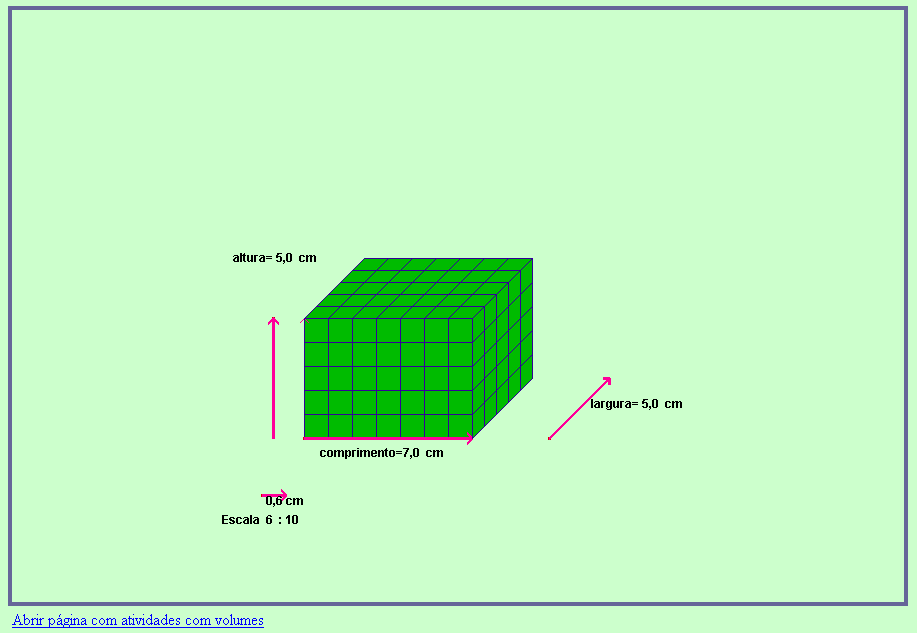 altura= 5,0 cm
largura= 5,0 cm
comprimento=7,0 cm
0,6 cm
Escala 6 : 10
Abrir página com atividades com volumes